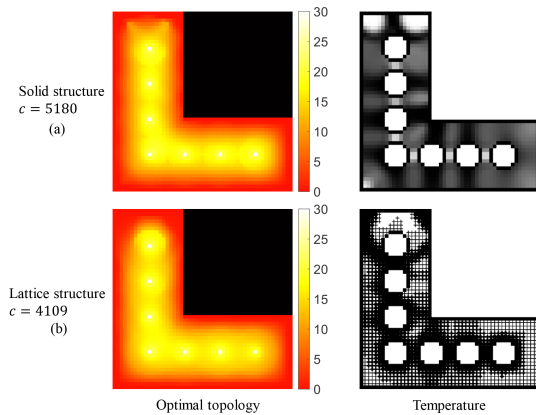 30
25
20
15
10
5
0
Solid structure
c = 5180
(a)
30
25
20
15
10
5
0
Lattice structure
c = 4109
(b)
Optimal topology
Temperature